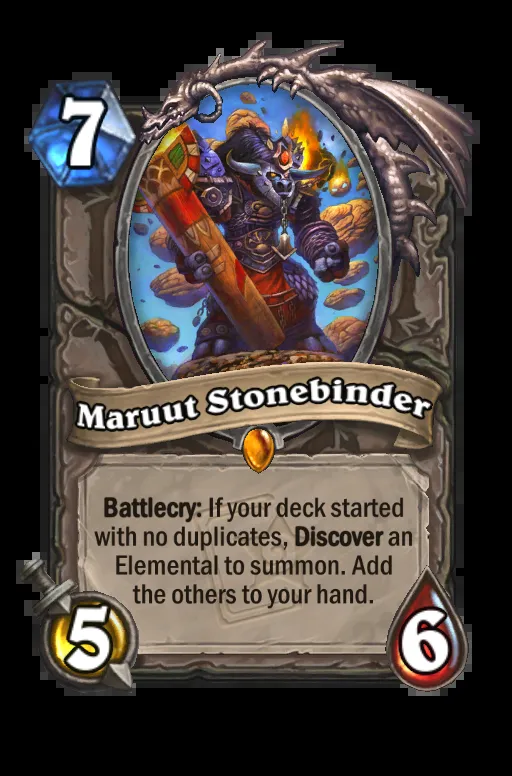 7
Maruut Stonebinder
Battlecry: If your deck started
with no duplicates, Discover an
Elemental to summon. Add
the others to your hand.
5
6